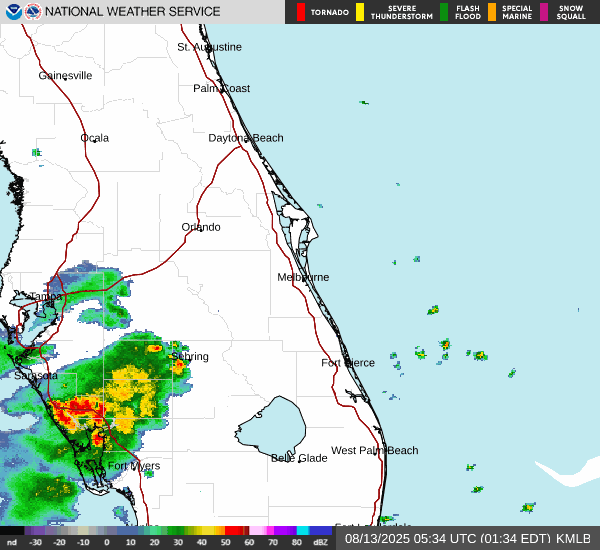 NATIONAL WEATHER SERVICE
TORNADO
SEVERE THUNDERSTORM
FLASH FLOOD
SPECIAL MARINE
SNOW SQUALL
St. Augustine
Gainesville
Palm Coast
Ocala
Daytona Beach
Orlando
Melbourne
Tampa
Sebring
Fort Pierce
Sarasota
West Palm Beach
Belle Glade
Fort Myers
nd -30 -20 -10 0 10 20 30 40 50 60 70 80 dBZ
08/13/2025 05:34 UTC (01:34 EDT) KMLB